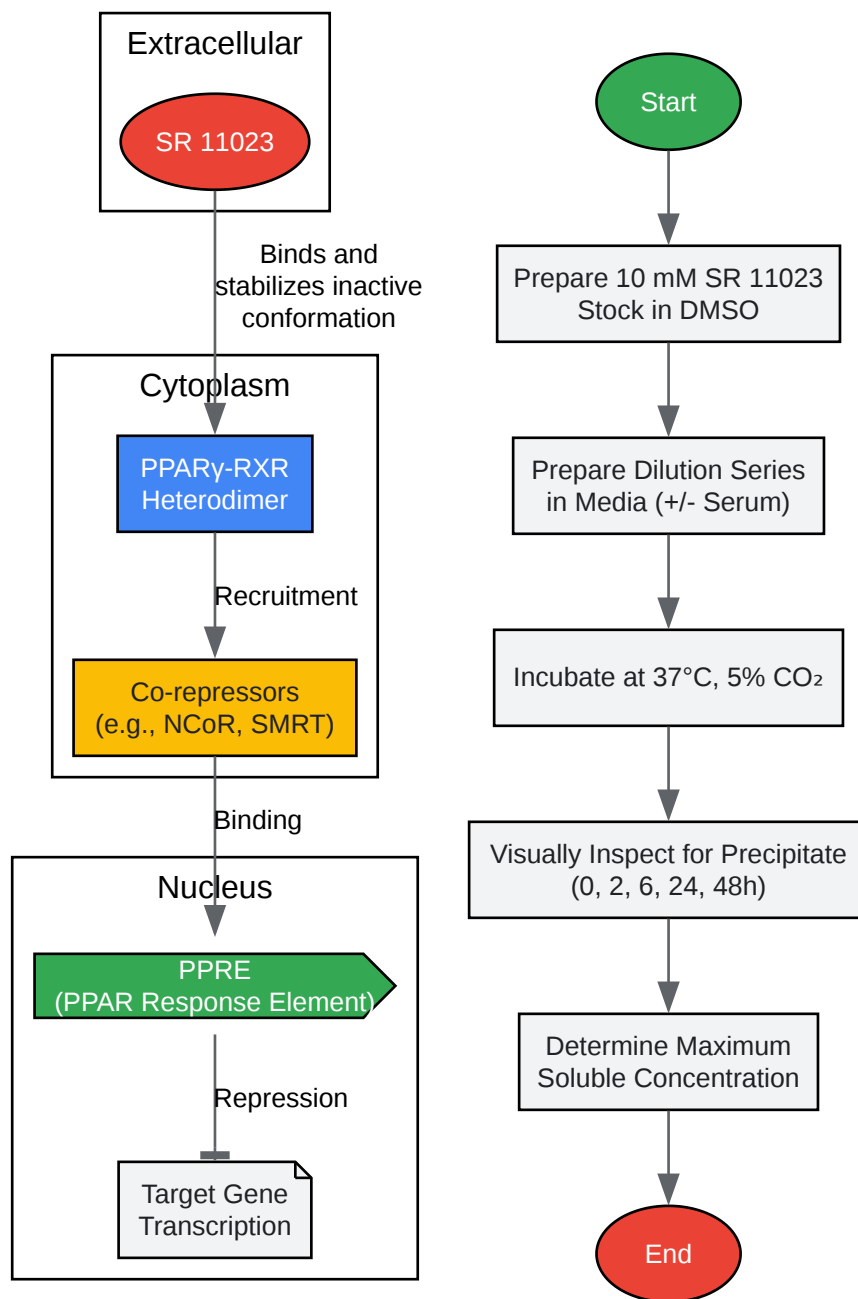 Extracellular
SR 11023
Binds and
stabilizes inactive
conformation
Cytoplasm
PPARγ-RXR
Heterodimer
Recruitment
Co-repressors
(e.g., NCoR, SMRT)
Binding
Nucleus
PPRE
(PPAR Response Element)
Repression
Target Gene
Transcription
Start
Prepare 10 mM SR 11023
Stock in DMSO
Prepare Dilution Series
in Media (+/- Serum)
Incubate at 37°C, 5% CO₂
Visually Inspect for Precipitate
(0, 2, 6, 24, 48h)
Determine Maximum
Soluble Concentration
End